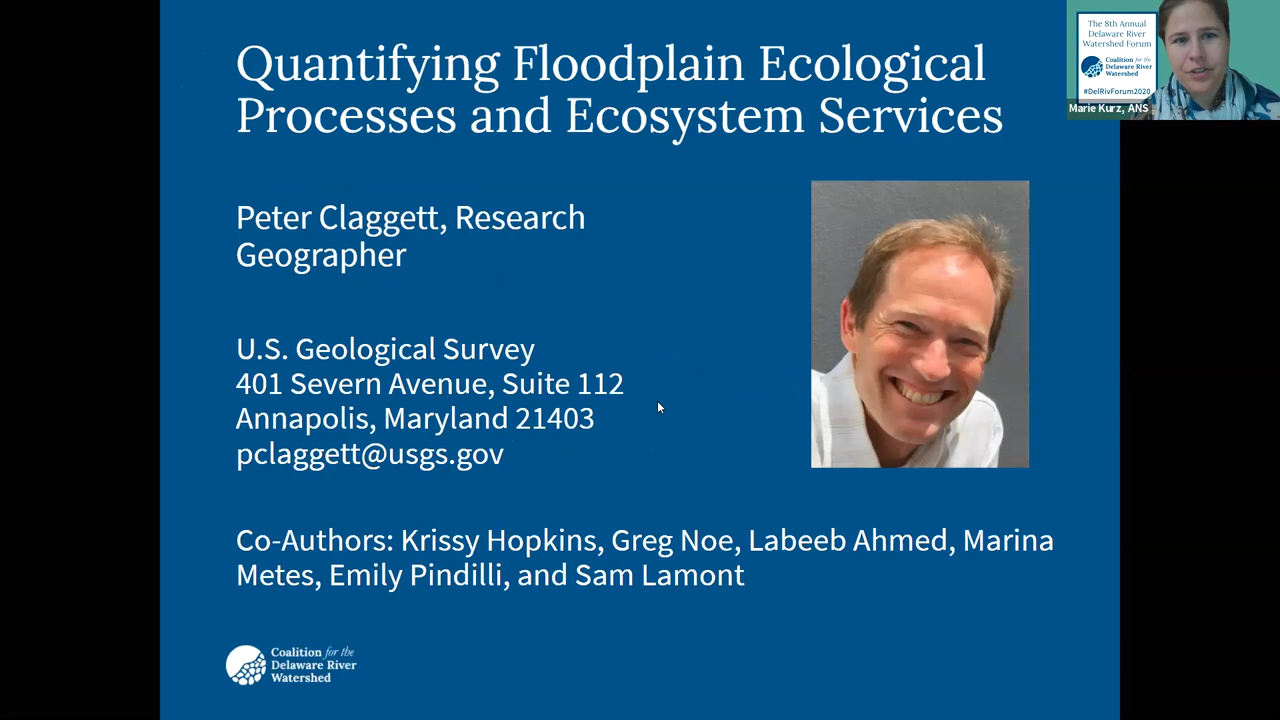 Quantifying Floodplain Ecological
Processes and Ecosystem Services
Peter Claggett, Research
Geographer
U.S. Geological Survey
401 Severn Avenue, Suite 112
Annapolis, Maryland 21403
pclaggett@usgs.gov
Co-Authors: Krissy Hopkins, Greg Noe, Labeeb Ahmed, Marina
Metes, Emily Pindilli, and Sam Lamont
Coalition for the
Delaware River
Watershed
The 8th Annual
Delaware River
Watershed Forum
Coalition for the
Delaware River
Watershed
#DelRivForum2020
Marie Kurz, ANS